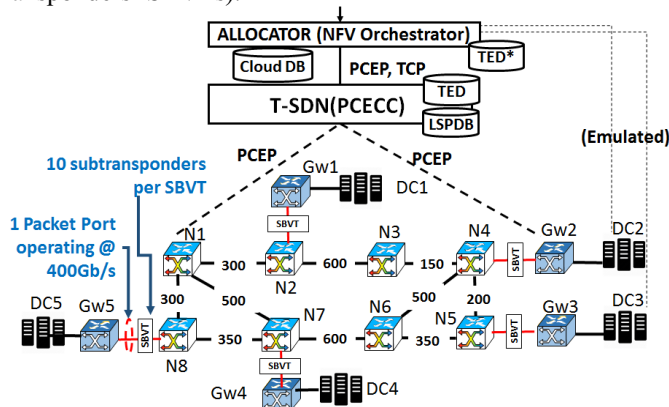 ALLOCATOR (NFV Orchestrator)
TED*
Cloud DB
PCEP, TCP
TED
T-SDN(PCECC)
LSPDB
(Emulated)
PCEP
PCEP
10 subtransponders
per SBVT
Gw1
DC1
1 Packet Port
operating @
400Gb/s
SBVT
N1
N3
N4
Gw2
DC2
300
600
150
SBVT
N2
DC5
Gw5
300
500
500
200
N7
N6
N5
Gw3
DC3
SBVT
350
600
350
SBVT
N8
SBVT
Gw4
DC4